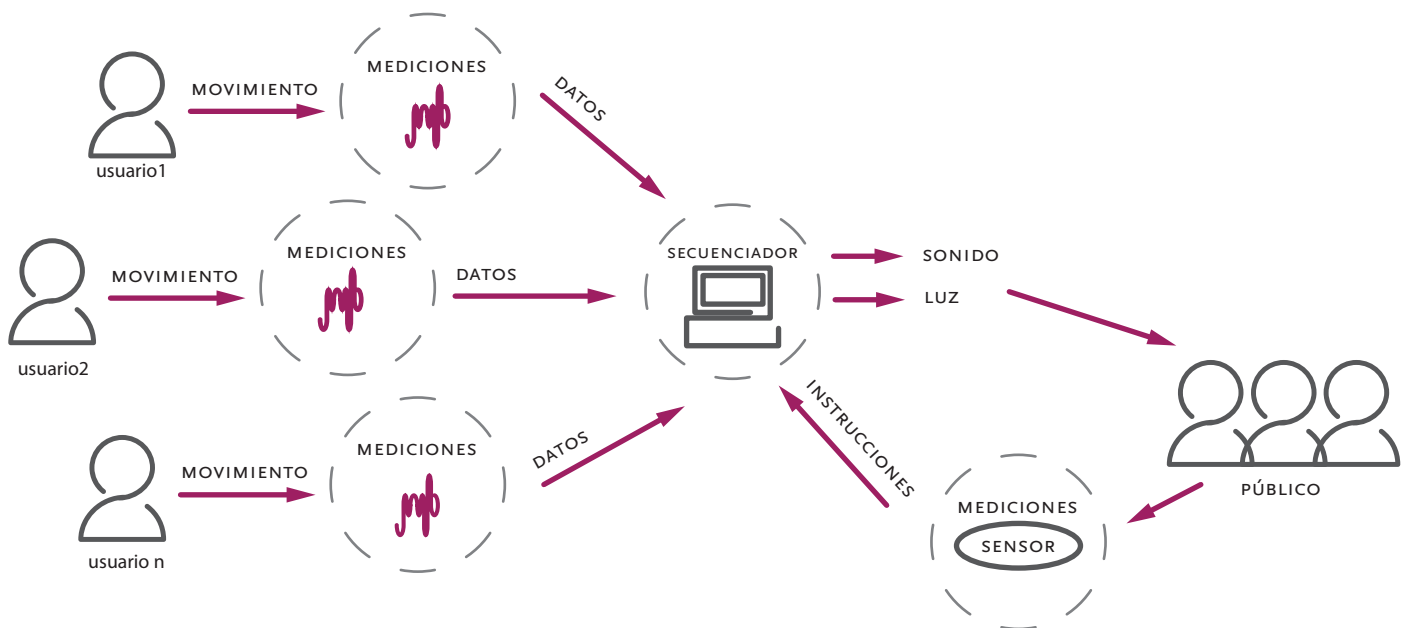 MEDICIONES
MOVIMIENTO
DATOS
usuario1
MEDICIONES
SECUENCIADOR
SONIDO
MOVIMIENTO
DATOS
LUZ
usuario2
INSTRUCCIONES
MEDICIONES
DATOS
MOVIMIENTO
PÚBLICO
MEDICIONES
SENSOR
usuario n